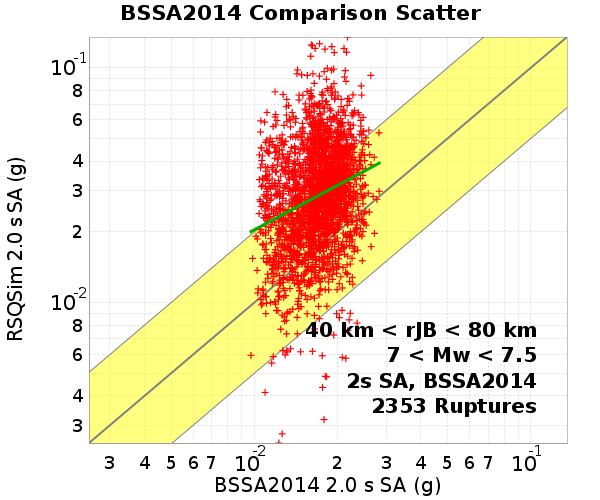 BSSA2014 Comparison Scatter
RSQSim 2.0 s SA (g)
10^-1
8
6
4
3
2
10^-2
8
6
4
3
40 km < rJB < 80 km
7 < Mw < 7.5
2s SA, BSSA2014
2353 Ruptures
3 4 5 6 7 10^-2 2 3 4 5 6 7 10^-1
BSSA2014 2.0 s SA (g)